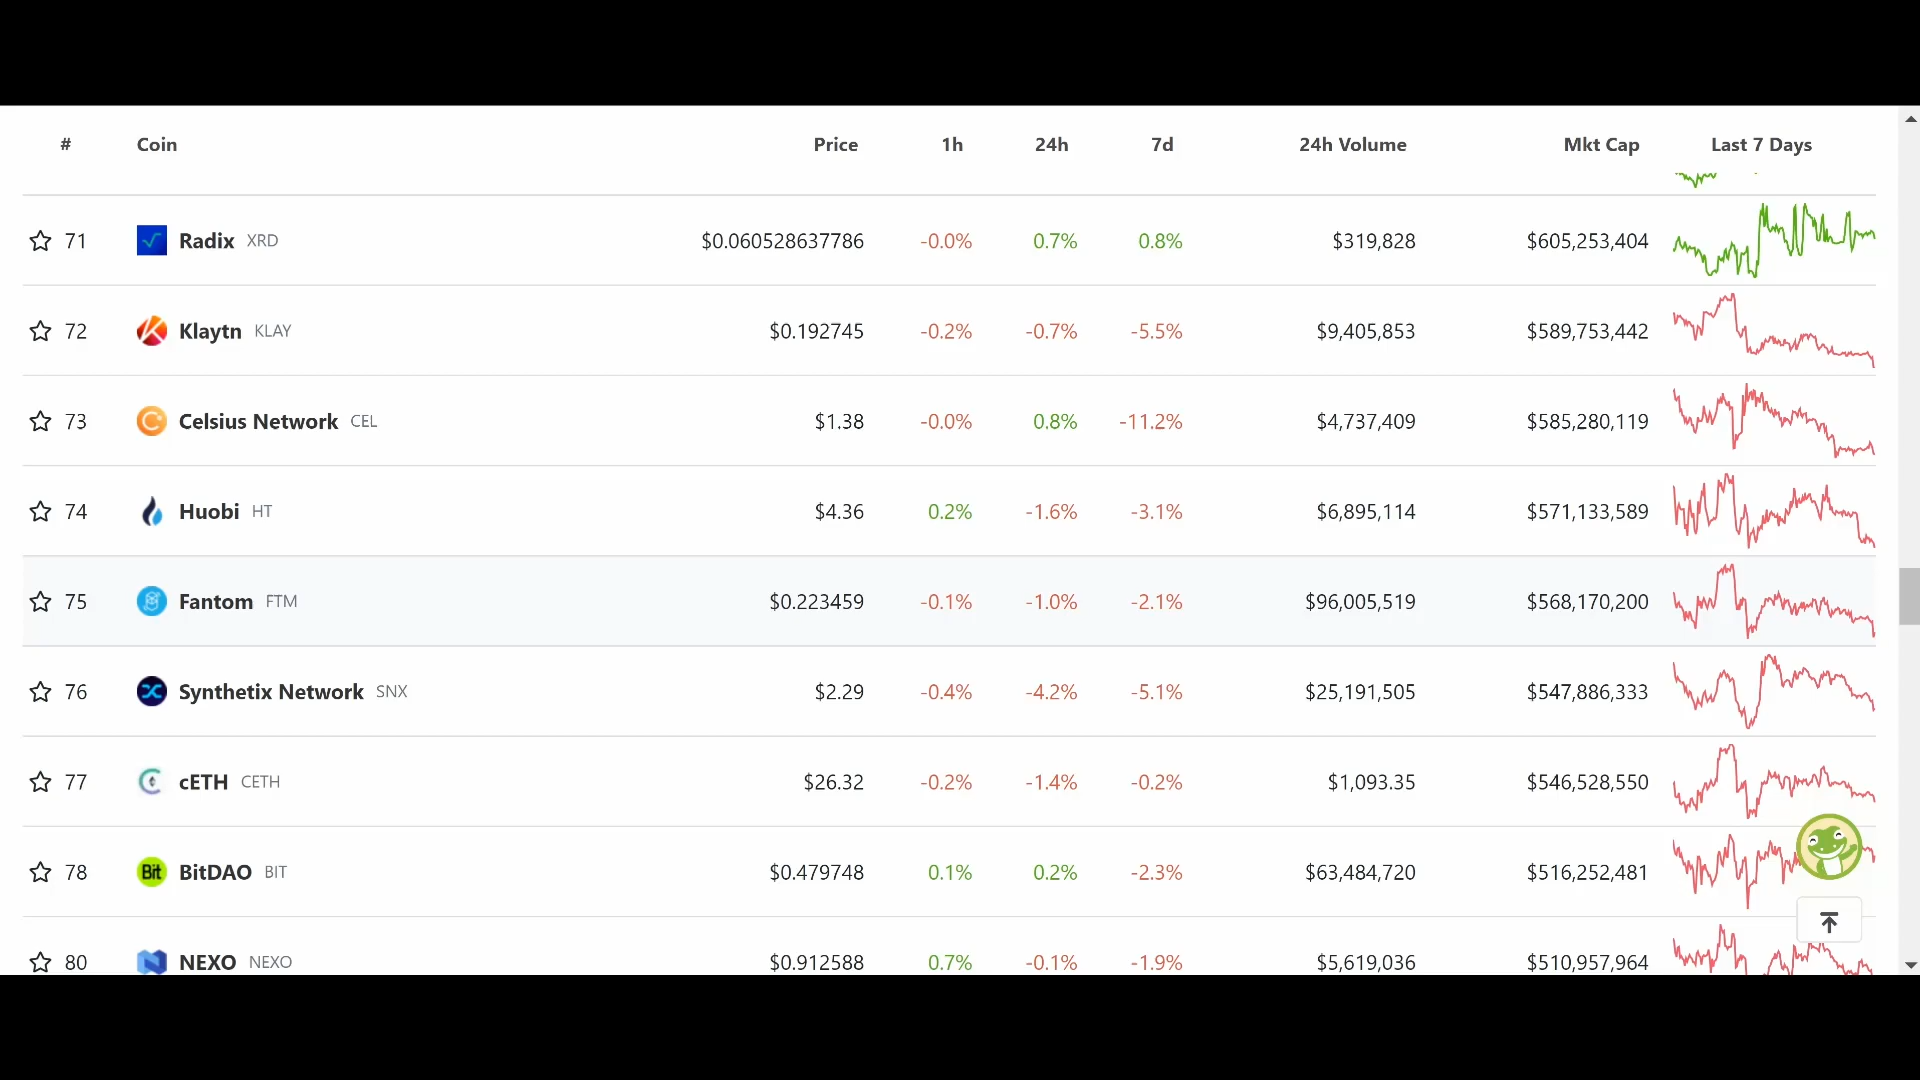 # Coin Price 1h 24h 7d 24h Volume Mkt Cap Last 7 Days
71 Radix XRD $0.060528637786 -0.0% 0.7% 0.8% $319,828 $605,253,404
72 Klaytn KLAY $0.192745 -0.2% -0.7% -5.5% $9,405,853 $589,753,442
73 Celsius Network CEL $1.38 -0.0% 0.8% -11.2% $4,737,409 $585,280,119
74 Huobi HT $4.36 0.2% -1.6% -3.1% $6,895,114 $571,133,589
75 Fantom FTM $0.223459 -0.1% -1.0% -2.1% $96,005,519 $568,170,200
76 Synthetix Network SNX $2.29 -0.4% -4.2% -5.1% $25,191,505 $547,886,333
77 cETH CETH $26.32 -0.2% -1.4% -0.2% $1,093.35 $546,528,550
78 Bit BitDAO BIT $0.479748 0.1% 0.2% -2.3% $63,484,720 $516,252,481
80 NEXO NEXO $0.912588 0.7% -0.1% -1.9% $5,619,036 $510,957,964